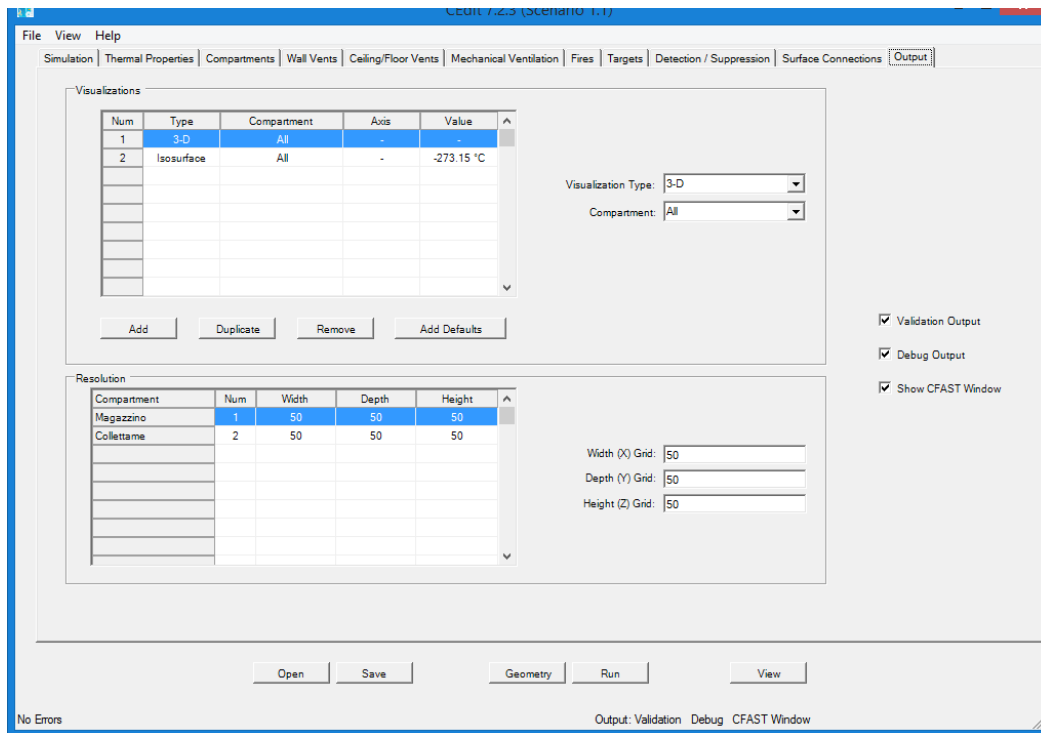 CEdit 7.2.3 (Scenario 1.1)
File View Help
Simulation Thermal Properties Compartments Wall Vents Ceiling/Floor Vents Mechanical Ventilation Fires Targets Detection / Suppression Surface Connections Output
Visualizations
Num Type Compartment Axis Value
1 3-D All - -
2 Isosurface All - -273.15 °C
Visualization Type: 3-D
Compartment: All
Add Duplicate Remove Add Defaults
Validation Output
Debug Output
Show CFAST Window
Resolution
Compartment Num Width Depth Height
Magazzino 1 50 50 50
Collettame 2 50 50 50
Width (X) Grid: 50
Depth (Y) Grid: 50
Height (Z) Grid: 50
Open Save Geometry Run View
No Errors Output: Validation Debug CFAST Window